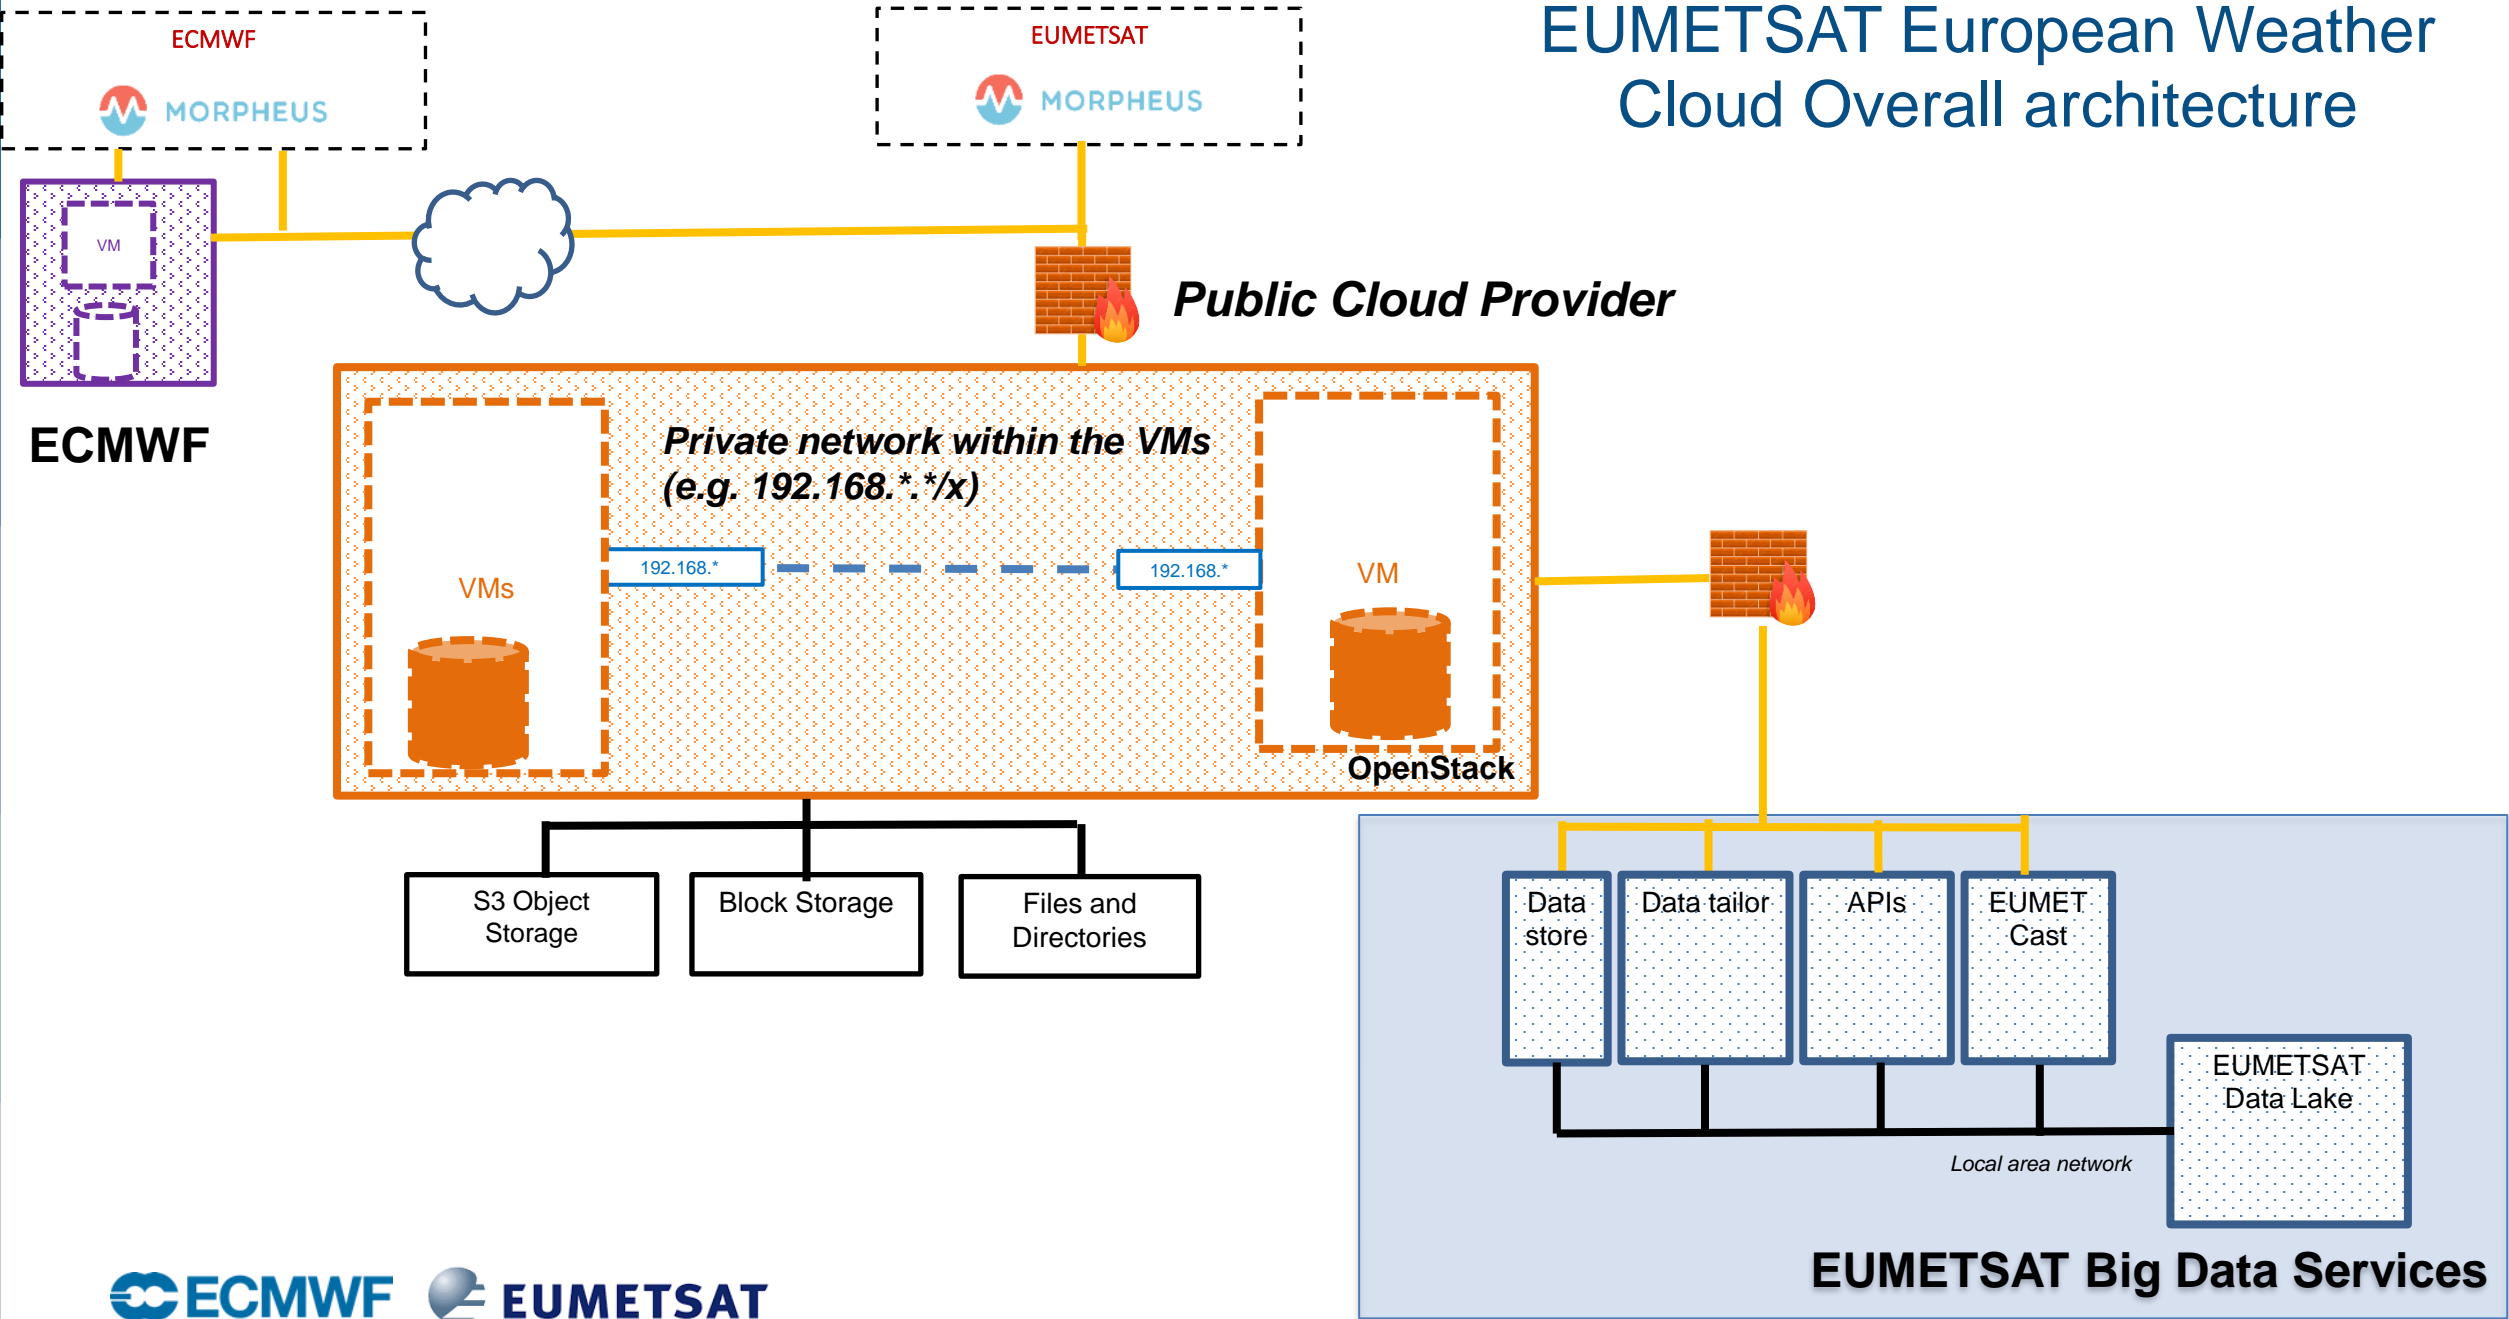 EUMETSAT European Weather
Cloud Overall architecture
ECMWF
MORPHEUS
EUMETSAT
MORPHEUS
VM
ECMWF
Public Cloud Provider
Private network within the VMs
(e.g. 192.168.*.*/x)
192.168.*
192.168.*
VMs
VM
OpenStack
S3 Object
Storage
Block Storage
Files and
Directories
Data
store
Data tailor
APIs
EUMET
Cast
EUMETSAT
Data Lake
Local area network
EUMETSAT Big Data Services
ECMWF
EUMETSAT